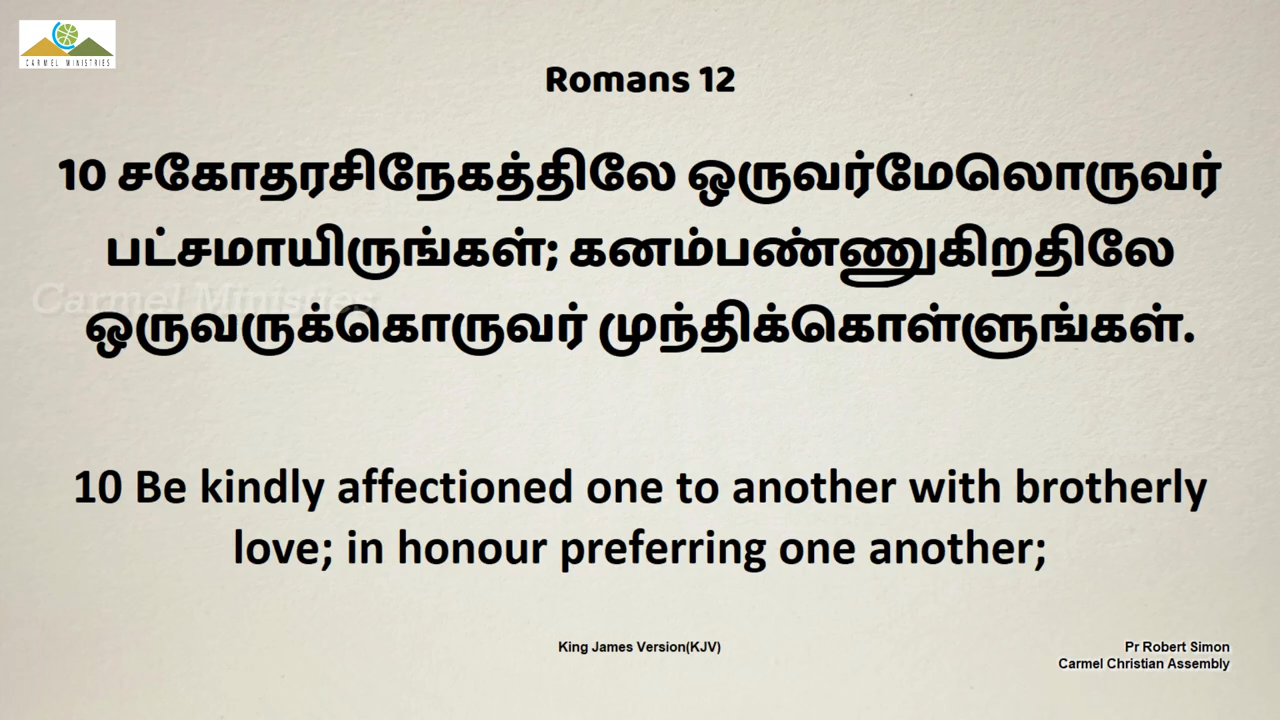 CARMEL MINISTRIES
Romans 12
10 சகோதரசிநேகத்திலே ஒருவர்மேலொருவர்
பட்சமாயிருங்கள்; கனம்பண்ணுகிறதிலே
Carmel Ministies
ஒருவருக்கொருவர் முந்திக்கொள்ளுங்கள்.
10 Be kindly affectioned one to another with brotherly
love; in honour preferring one another;
King James Version(KJV)
Pr Robert Simon
Carmel Christian Assembly